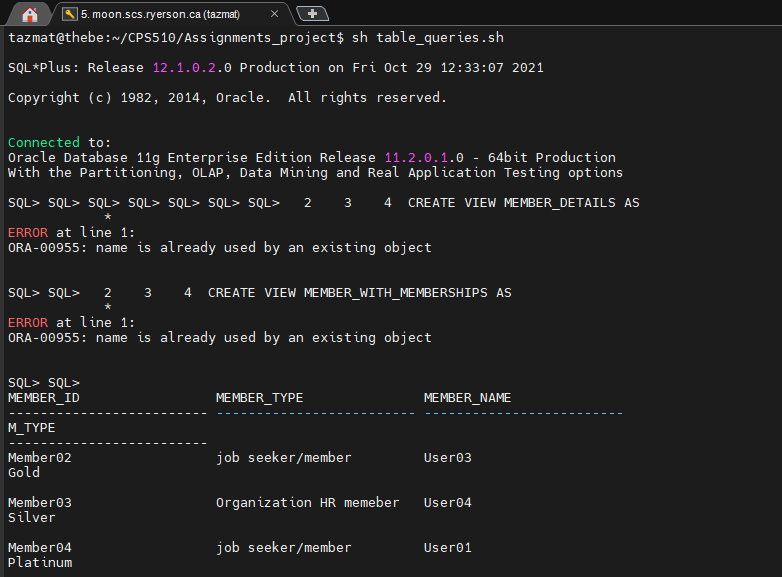 5. moon.scs.ryerson.ca (tazmat)
tazmat@thebe:~/CPS510/Assignments_project$ sh table_queries.sh
SQL*Plus: Release 12.1.0.2.0 Production on Fri Oct 29 12:33:07 2021
Copyright (c) 1982, 2014, Oracle.  All rights reserved.
Connected to:
Oracle Database 11g Enterprise Edition Release 11.2.0.1.0 - 64bit Production
With the Partitioning, OLAP, Data Mining and Real Application Testing options
SQL> SQL> SQL> SQL> SQL> SQL> SQL>   2    3    4  CREATE VIEW MEMBER_DETAILS AS
            *
ERROR at line 1:
ORA-00955: name is already used by an existing object
SQL> SQL>   2    3    4  CREATE VIEW MEMBER_WITH_MEMBERSHIPS AS
            *
ERROR at line 1:
ORA-00955: name is already used by an existing object
SQL> SQL>
MEMBER_ID                 MEMBER_TYPE               MEMBER_NAME
------------------------- ------------------------- -------------------------
M_TYPE
-------------------------
Member02                  job seeker/member         User03
Gold
Member03                  Organization HR memeber   User04
Silver
Member04                  job seeker/member         User01
Platinum